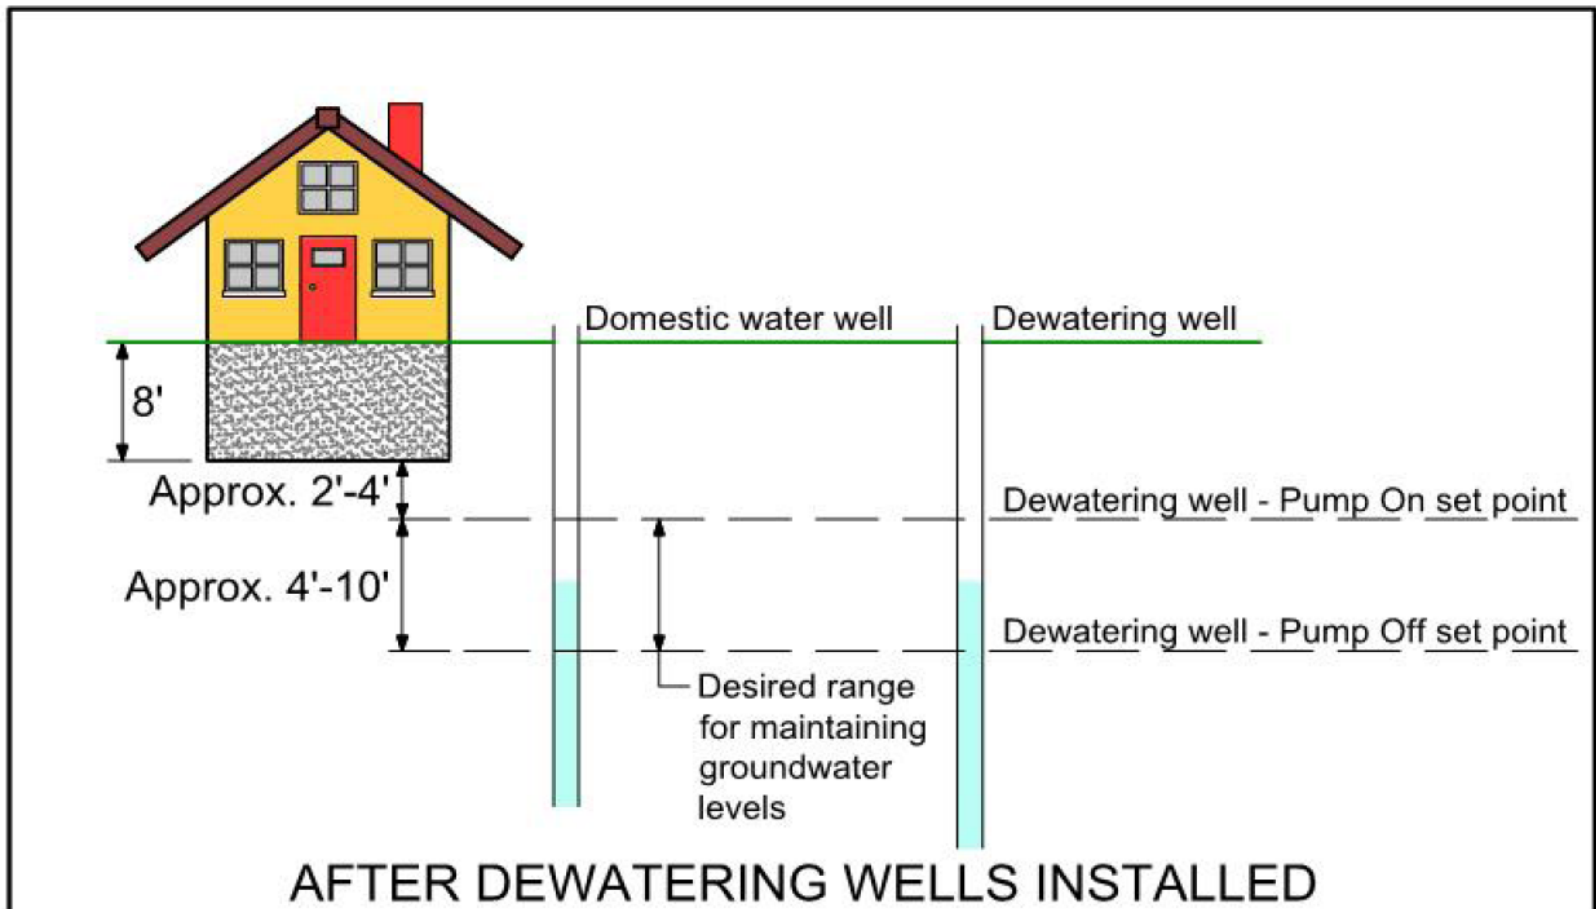 Domestic water well
Dewatering well
8'
Approx. 2'-4'
Dewatering well - Pump On set point
Approx. 4'-10'
Dewatering well - Pump Off set point
Desired range
for maintaining
groundwater
levels
AFTER DEWATERING WELLS INSTALLED